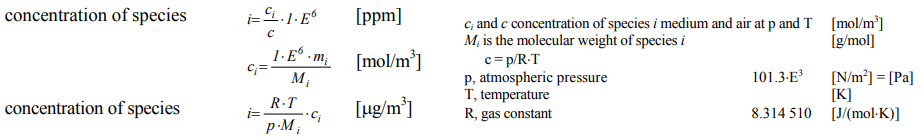 concentration of species i = c_i / c · 1 · E^6 [ppm]
c_i = 1 · E^6 · m_i / M_i [mol/m³]
concentration of species i = R · T / p · M_i · c_i [μg/m³]
c_i and c concentration of species i medium and air at p and T [mol/m³]
M_i is the molecular weight of species i [g/mol]
c = p/R·T
p, atmospheric pressure 101.3·E³ [N/m²] = [Pa]
T, temperature [K]
R, gas constant 8.314 510 [J/(mol·K)]